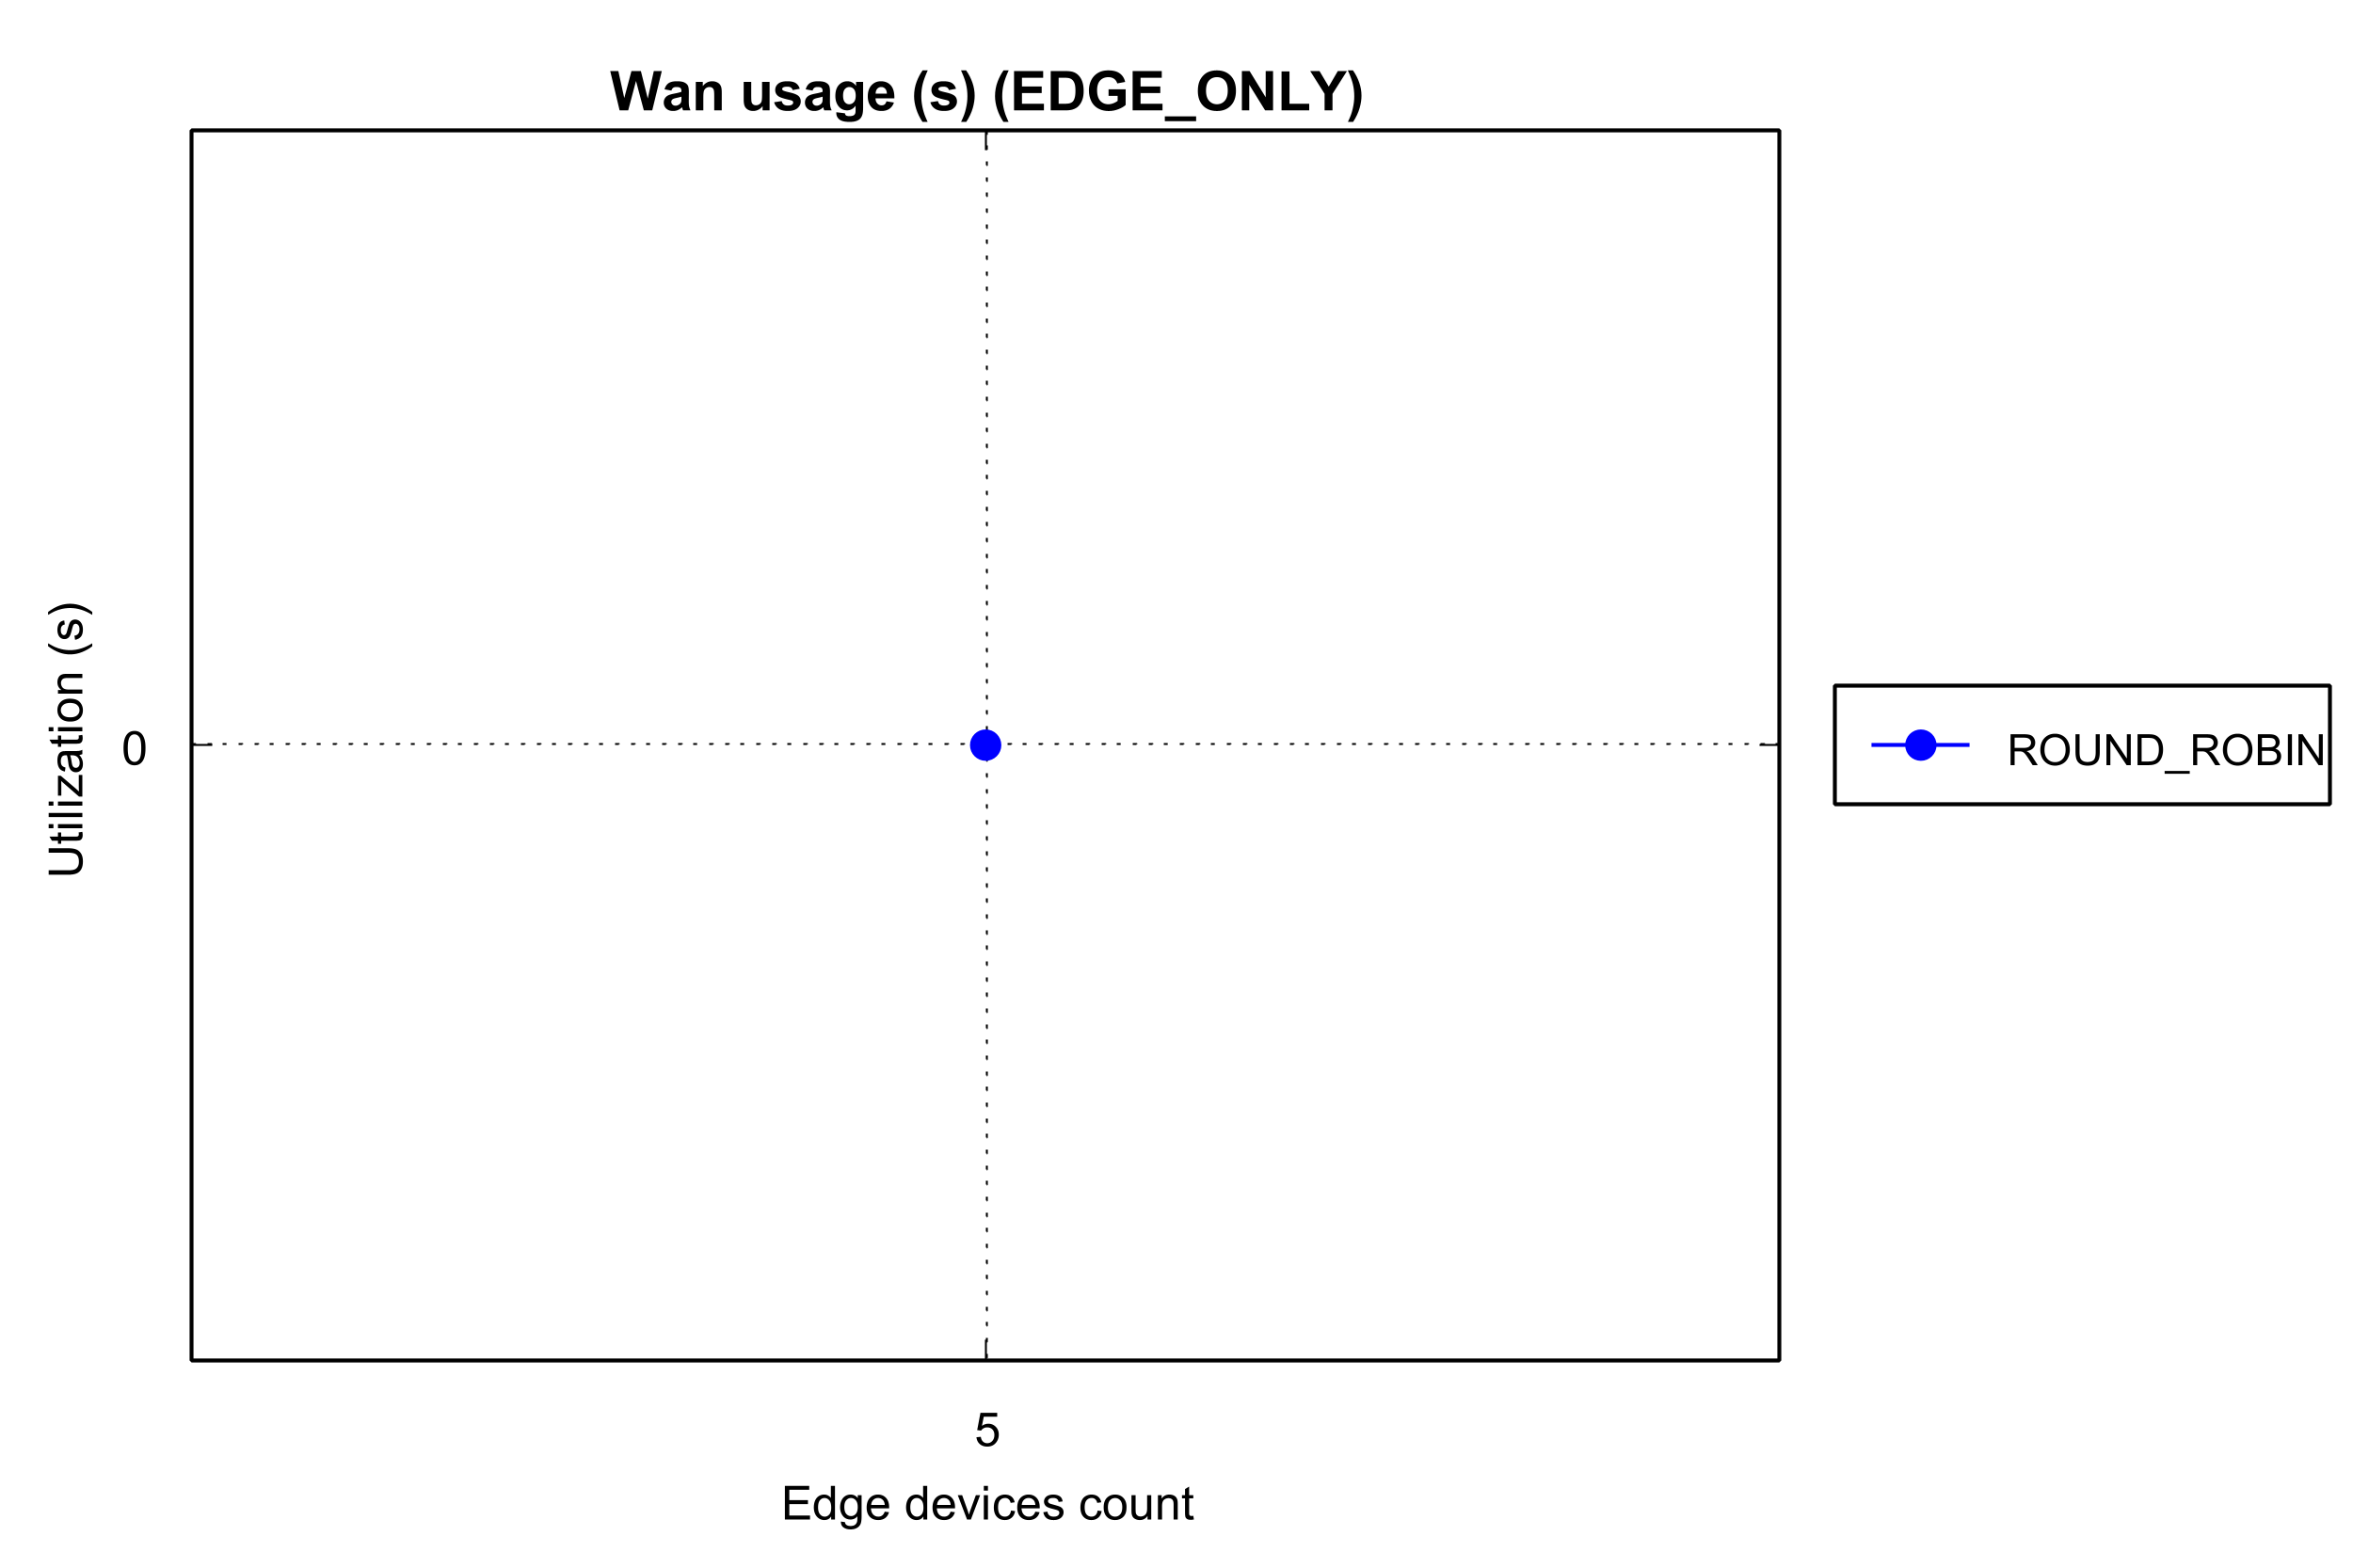 Wan usage (s) (EDGE_ONLY)
Utilization (s)
0
ROUND_ROBIN
5
Edge devices count